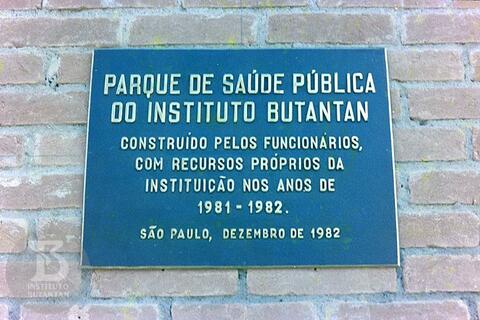 PARQUE DE SAÚDE PÚBLICA
DO INSTITUTO BUTANTAN
CONSTRUÍDO PELOS FUNCIONÁRIOS,
COM RECURSOS PRÓPRIOS DA
INSTITUIÇÃO NOS ANOS DE
1981 - 1982.
SÃO PAULO, DEZEMBRO DE 1982
INSTITUTO
BUTANTAN